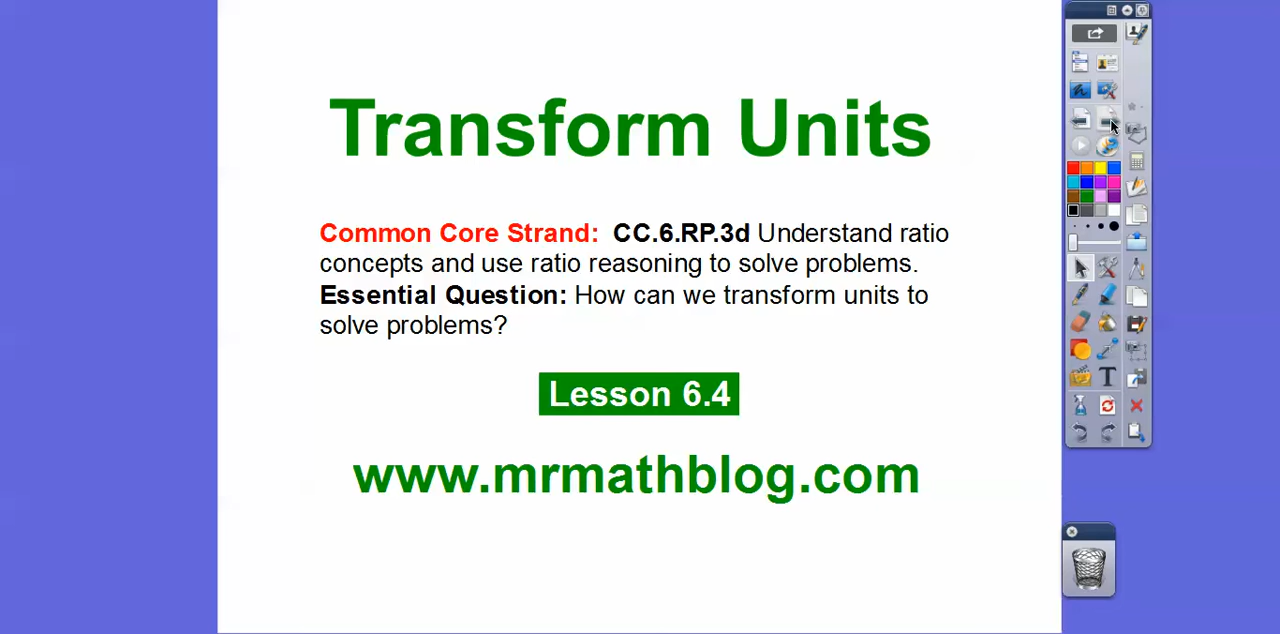 Transform Units
Common Core Strand: CC.6.RP.3d Understand ratio
concepts and use ratio reasoning to solve problems.
Essential Question: How can we transform units to
solve problems?
Lesson 6.4
www.mrmathblog.com
T